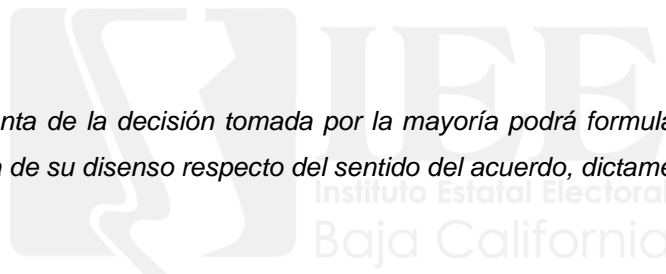 IEE
nta de la decisión tomada por la mayoría podrá formula
de su disenso respecto del sentido del acuerdo, dictame
Instituto Estatal Electoral
Baja California